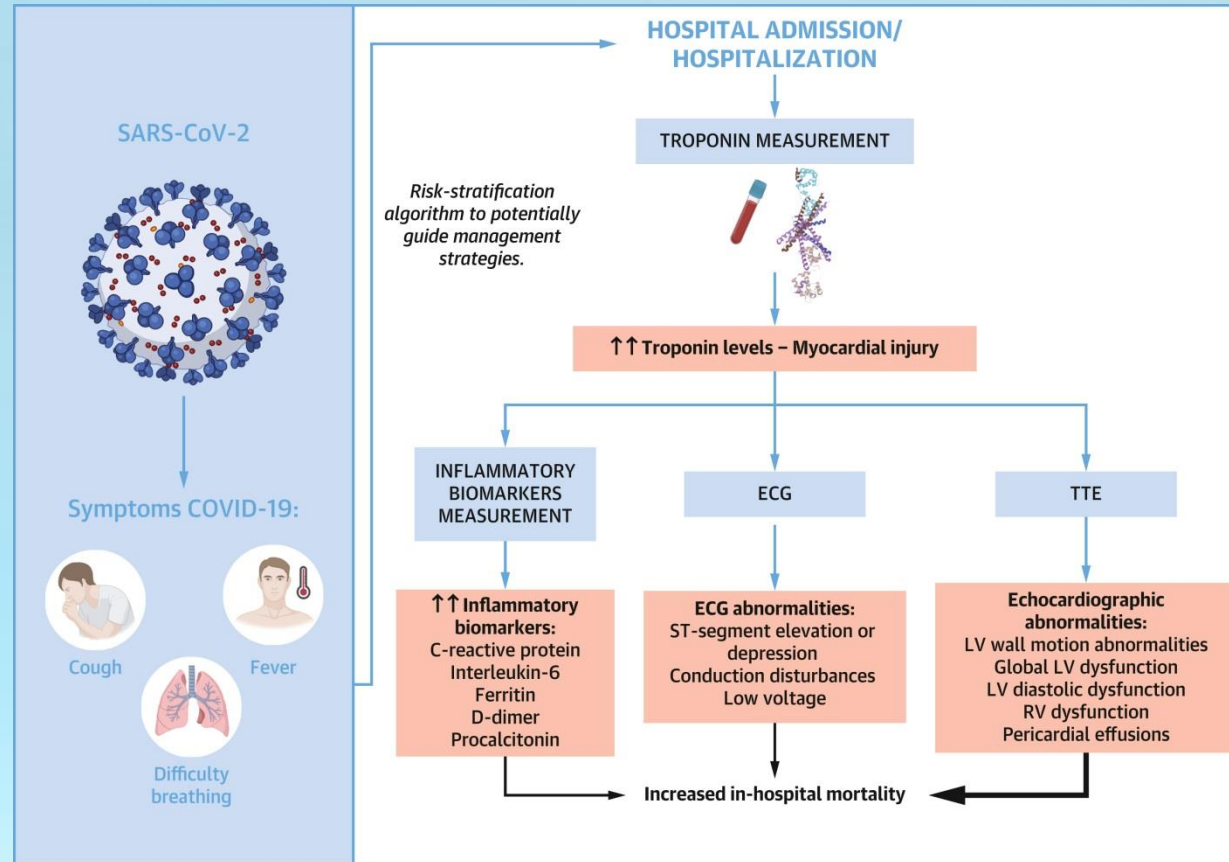 SARS-CoV-2
Symptoms COVID-19:
Cough
Fever
Difficulty
breathing
HOSPITAL ADMISSION/
HOSPITALIZATION
TROPONIN MEASUREMENT
Risk-stratification
algorithm to potentially
guide management
strategies.
↑↑ Troponin levels – Myocardial injury
INFLAMMATORY
BIOMARKERS
MEASUREMENT
ECG
TTE
↑↑ Inflammatory
biomarkers:
C-reactive protein
Interleukin-6
Ferritin
D-dimer
Procalcitonin
ECG abnormalities:
ST-segment elevation or
depression
Conduction disturbances
Low voltage
Echocardiographic
abnormalities:
LV wall motion abnormalities
Global LV dysfunction
LV diastolic dysfunction
RV dysfunction
Pericardial effusions
Increased in-hospital mortality